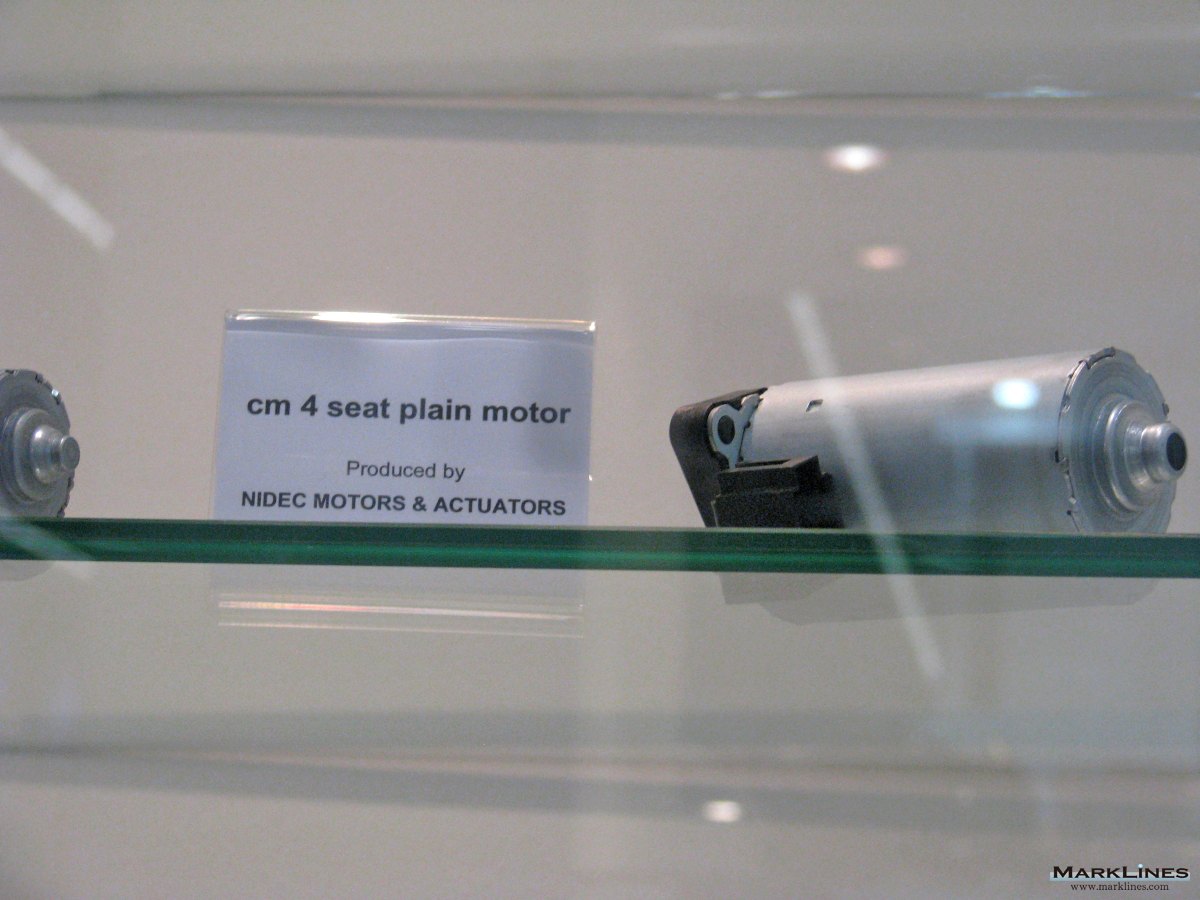 cm 4 seat plain motor
Produced by
NIDEC MOTORS & ACTUATORS
MARKLINES
www.marklines.com